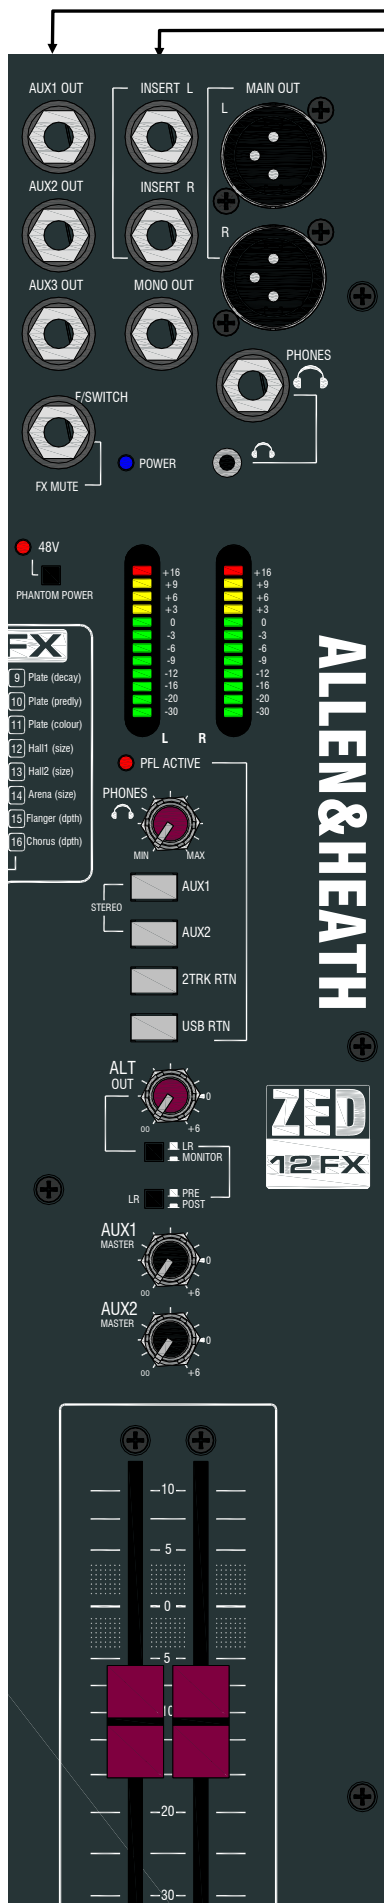 AUX1 OUT
INSERT L
MAIN OUT
L
AUX2 OUT
INSERT R
R
AUX3 OUT
MONO OUT
PHONES
F/SWITCH
POWER
FX MUTE
48V
PHANTOM POWER
+16 +16
+9 +9
+6 +6
+3 +3
0 0
-3 -3
-6 -6
-9 -9
-12 -12
-16 -16
-20 -20
-30 -30
L R
FX
9 Plate (decay)
10 Plate (predly)
11 Plate (colour)
12 Hall1 (size)
13 Hall2 (size)
14 Arena (size)
15 Flanger (dpth)
16 Chorus (dpth)
ALLEN&HEATH
PFL ACTIVE
PHONES
MIN MAX
AUX1
STEREO
AUX2
2TRK RTN
USB RTN
ALT
OUT
0
oo +6
LR
MONITOR
LR
PRE
POST
ZED
12FX
AUX1
MASTER
0
oo +6
AUX2
MASTER
0
oo +6
10
5
0
5
10
20
30